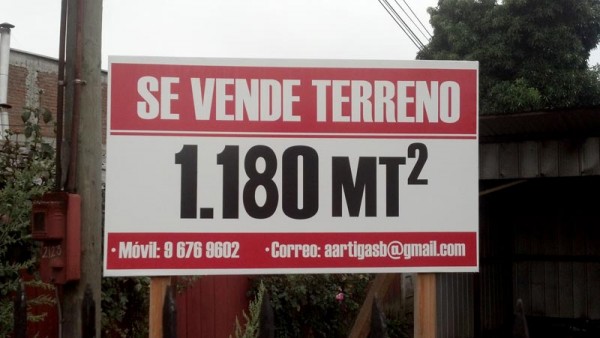 SE VENDE TERRENO
1.180 MT²
• Móvil: 9 676 9602 • Correo: aartigasb@gmail.com